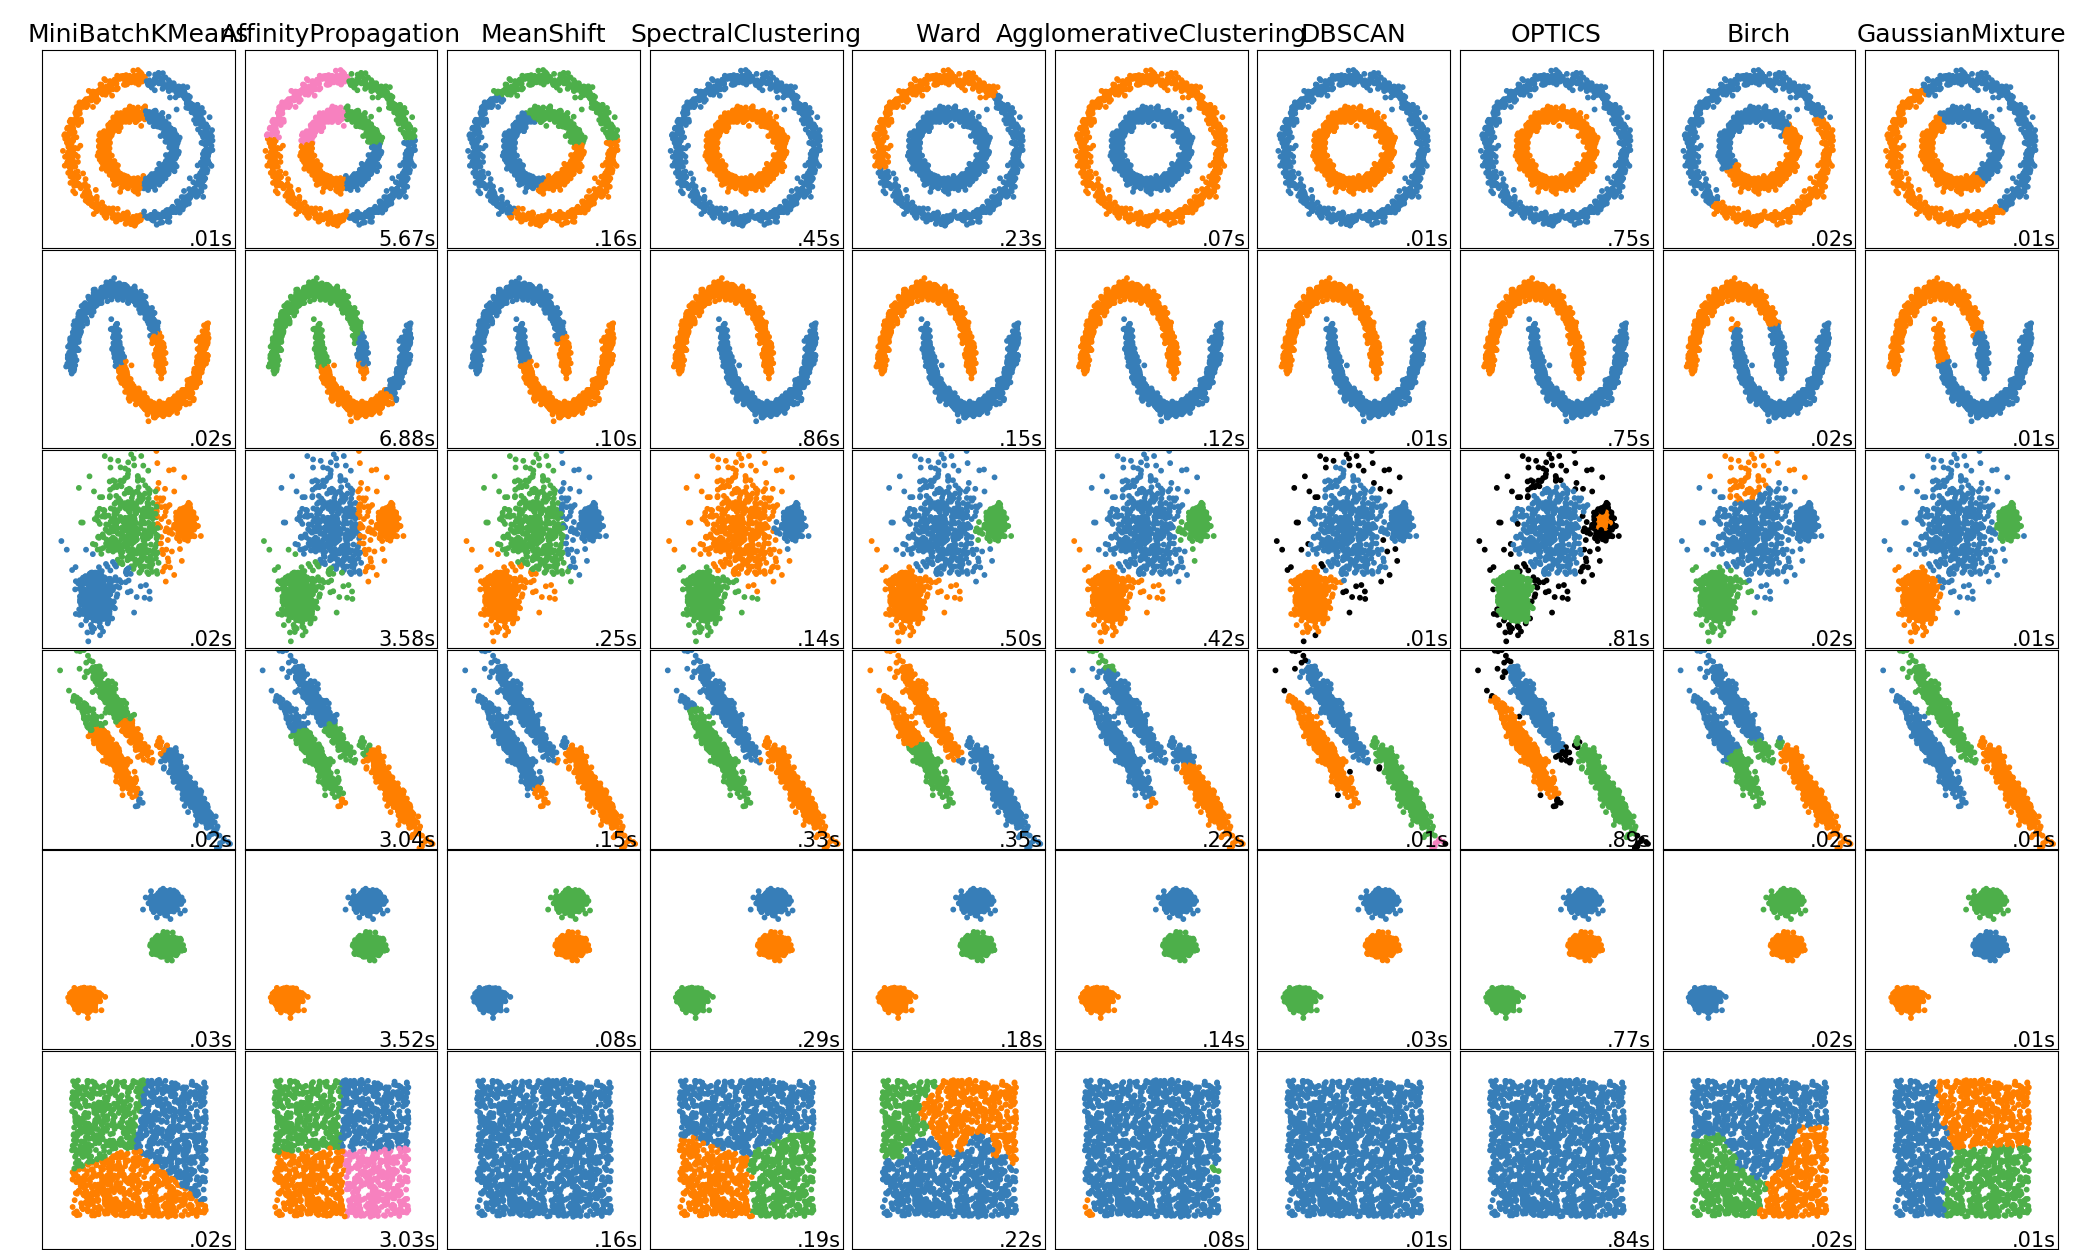 MiniBatchKMeans AffinityPropagation MeanShift SpectralClustering Ward AgglomerativeClustering DBSCAN OPTICS Birch GaussianMixture
.01s 5.67s .16s .45s .23s .07s .01s .75s .02s .01s
.02s 6.88s .10s .86s .15s .12s .01s .75s .02s .01s
.02s 3.58s .25s .14s .50s .42s .01s .81s .02s .01s
.02s 3.04s .15s .33s .35s .22s .01s .89s .02s .01s
.03s 3.52s .08s .29s .18s .14s .03s .77s .02s .01s
.02s 3.03s .16s .19s .22s .08s .01s .84s .02s .01s